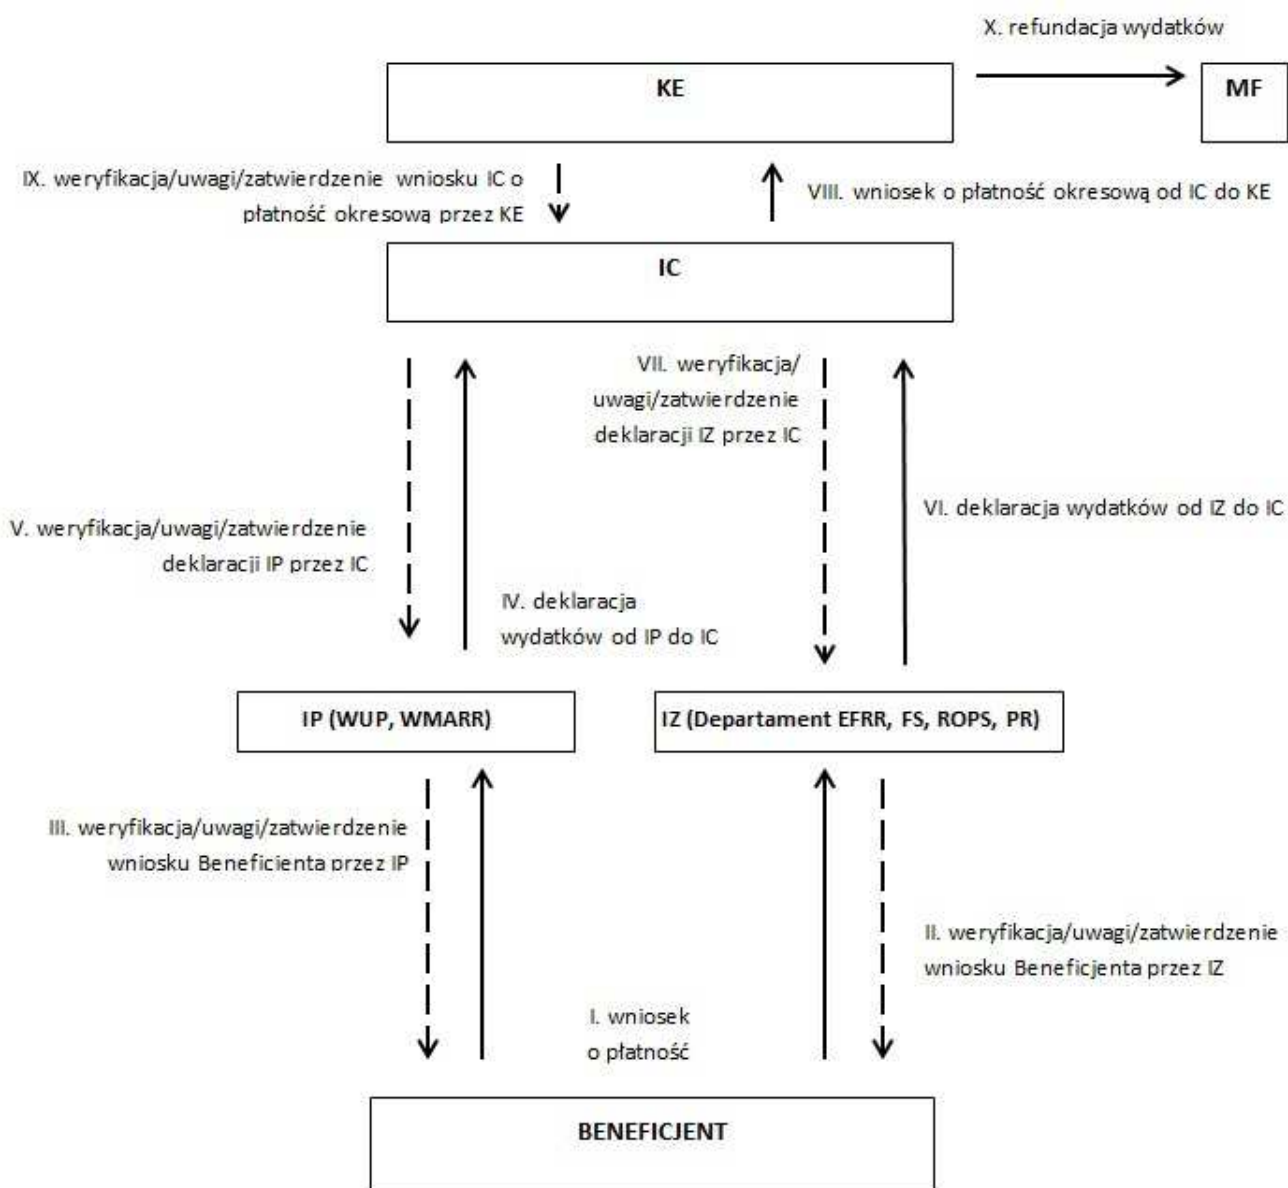 X. refundacja wydatków
KE
MF
IX. weryfikacja/uwagi/zatwierdzenie wniosku IC o
płatność okresową przez KE
VIII. wniosek o płatność okresową od IC do KE
IC
VII. weryfikacja/
uwagi/zatwierdzenie
deklaracji IZ przez IC
VI. deklaracja wydatków od IZ do IC
V. weryfikacja/uwagi/zatwierdzenie
deklaracji IP przez IC
IV. deklaracja
wydatków od IP do IC
IP (WUP, WMARR)
IZ (Departament EFRR, FS, ROPS, PR)
III. weryfikacja/uwagi/zatwierdzenie
wniosku Beneficjenta przez IP
II. weryfikacja/uwagi/zatwierdzenie
wniosku Beneficjenta przez IZ
I. wniosek
o płatność
BENEFICJENT